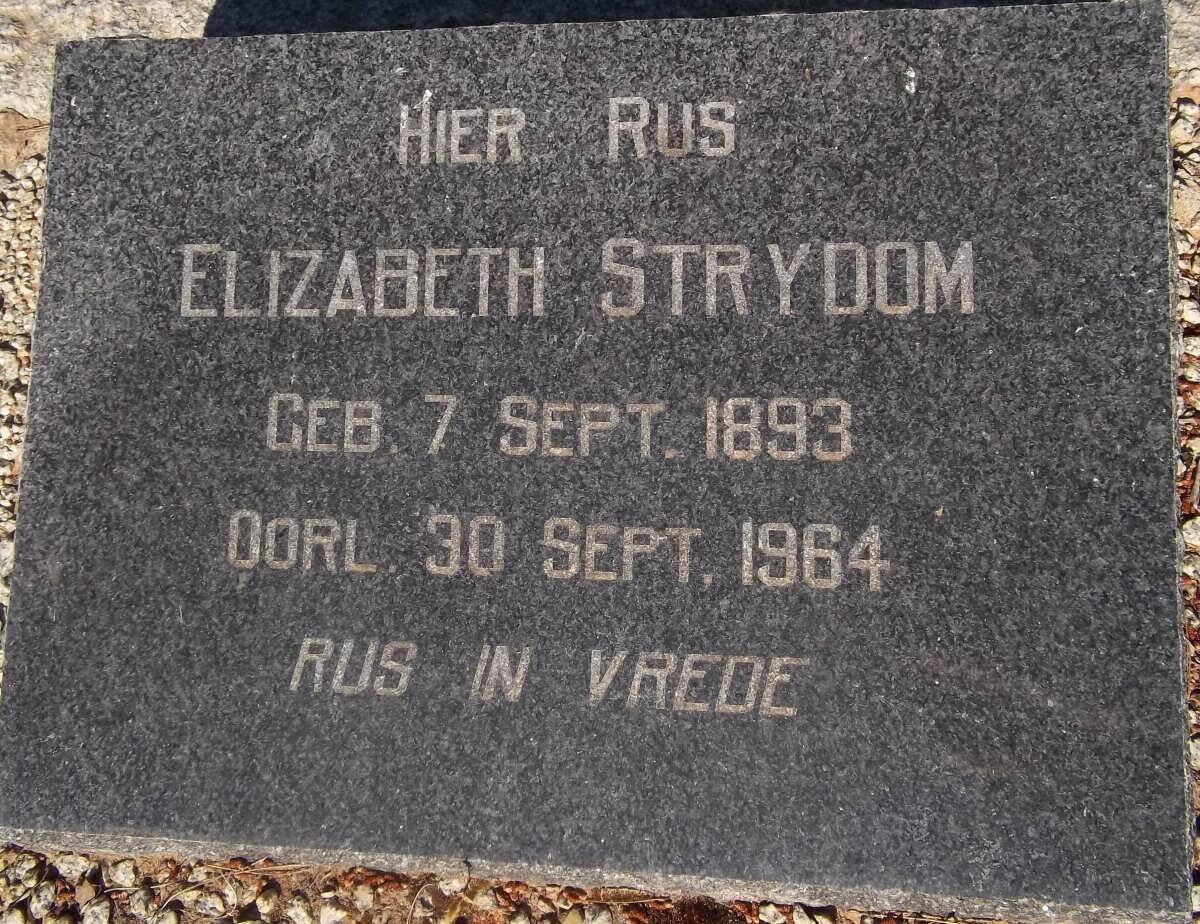 HIER RUS
ELIZABETH STRYDOM
GEB. 7 SEPT. 1893
OORL. 30 SEPT. 1964
RUS IN VREDE